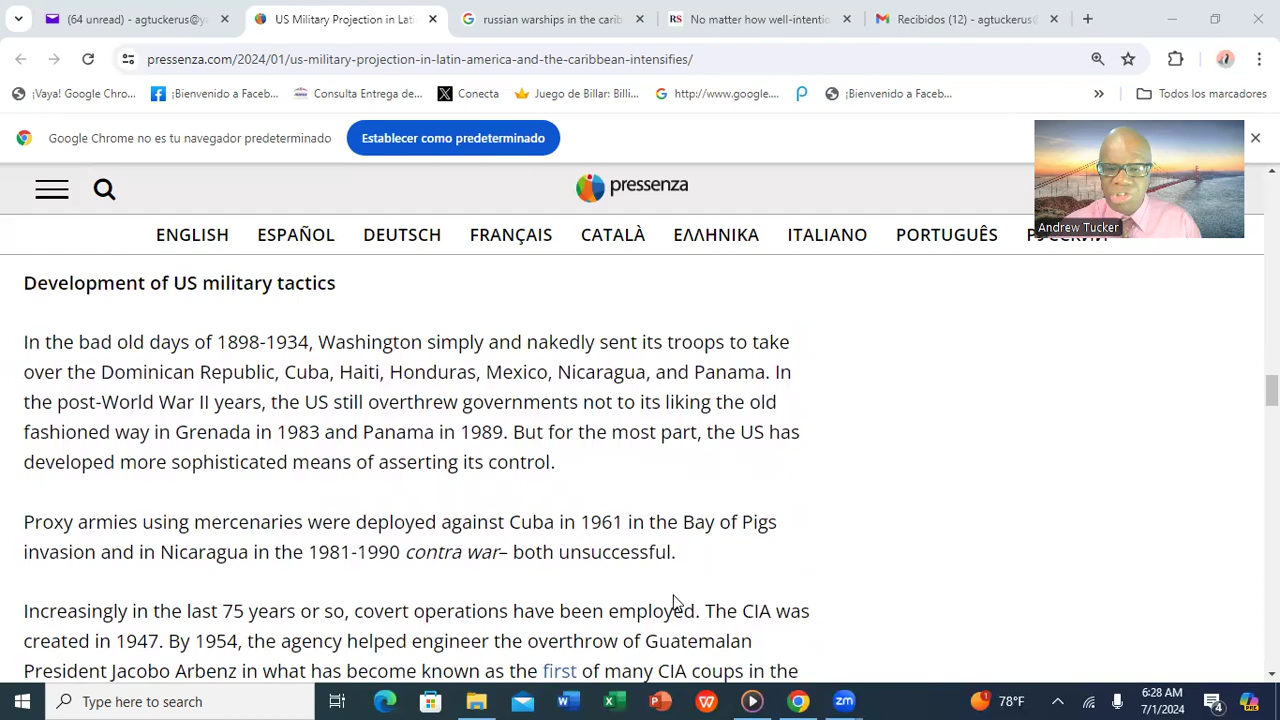 (64 unread) - agtuckerus@y
US Military Projection in Lati
russian warships in the carib
RS No matter how well-intentio
Recibidos (12) - agtuckerus@
pressenza.com/2024/01/us-military-projection-in-latin-america-and-the-caribbean-intensifies/
¡Vaya! Google Chro...
¡Bienvenido a Faceb...
Consulta Entrega de...
Conecta
Juego de Billar: Billi...
http://www.google....
¡Bienvenido a Faceb...
»
Todos los marcadores
Google Chrome no es tu navegador predeterminado
Establecer como predeterminado
pressenza
Andrew Tucker
ENGLISH ESPAÑOL DEUTSCH FRANÇAIS CATALÀ ΕΛΛΗΝΙΚΑ ITALIANO PORTUGUÊS РУССКИЙ
Development of US military tactics
In the bad old days of 1898-1934, Washington simply and nakedly sent its troops to take
over the Dominican Republic, Cuba, Haiti, Honduras, Mexico, Nicaragua, and Panama. In
the post-World War II years, the US still overthrew governments not to its liking the old
fashioned way in Grenada in 1983 and Panama in 1989. But for the most part, the US has
developed more sophisticated means of asserting its control.
Proxy armies using mercenaries were deployed against Cuba in 1961 in the Bay of Pigs
invasion and in Nicaragua in the 1981-1990 contra war– both unsuccessful.
Increasingly in the last 75 years or so, covert operations have been employed. The CIA was
created in 1947. By 1954, the agency helped engineer the overthrow of Guatemalan
President Jacobo Arbenz in what has become known as the first of many CIA coups in the
Type here to search
78°F
6:28 AM
7/1/2024
4